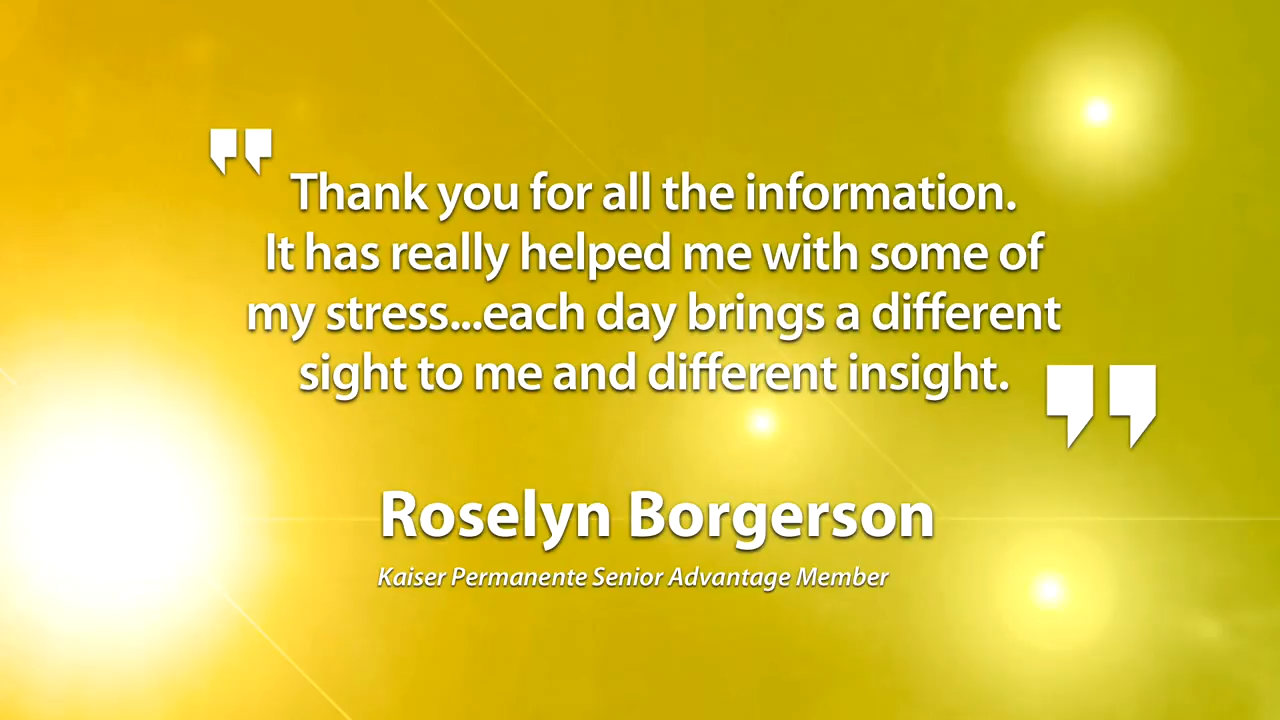 "Thank you for all the information.
It has really helped me with some of
my stress...each day brings a different
sight to me and different insight."
Roselyn Borgerson
Kaiser Permanente Senior Advantage Member